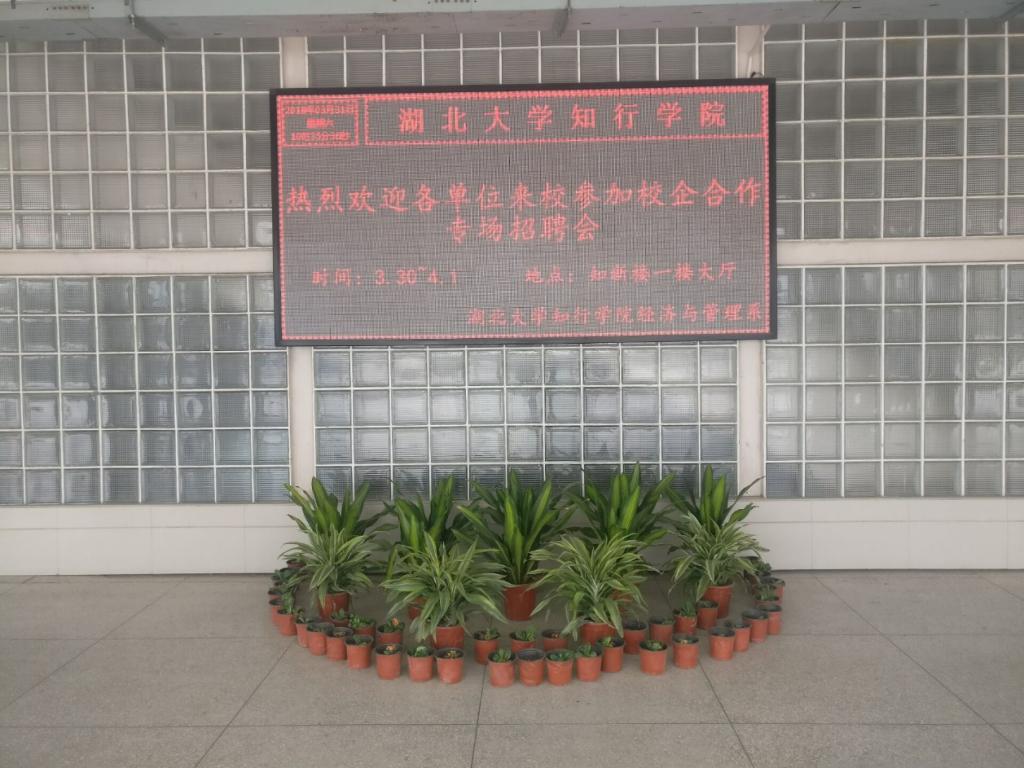 湖北大学知行学院
热烈欢迎各单位来校参加校企合作
专场招聘会
时间：3.30~4.1 地点：知新楼一楼大厅
湖北大学知行学院经济与管理系